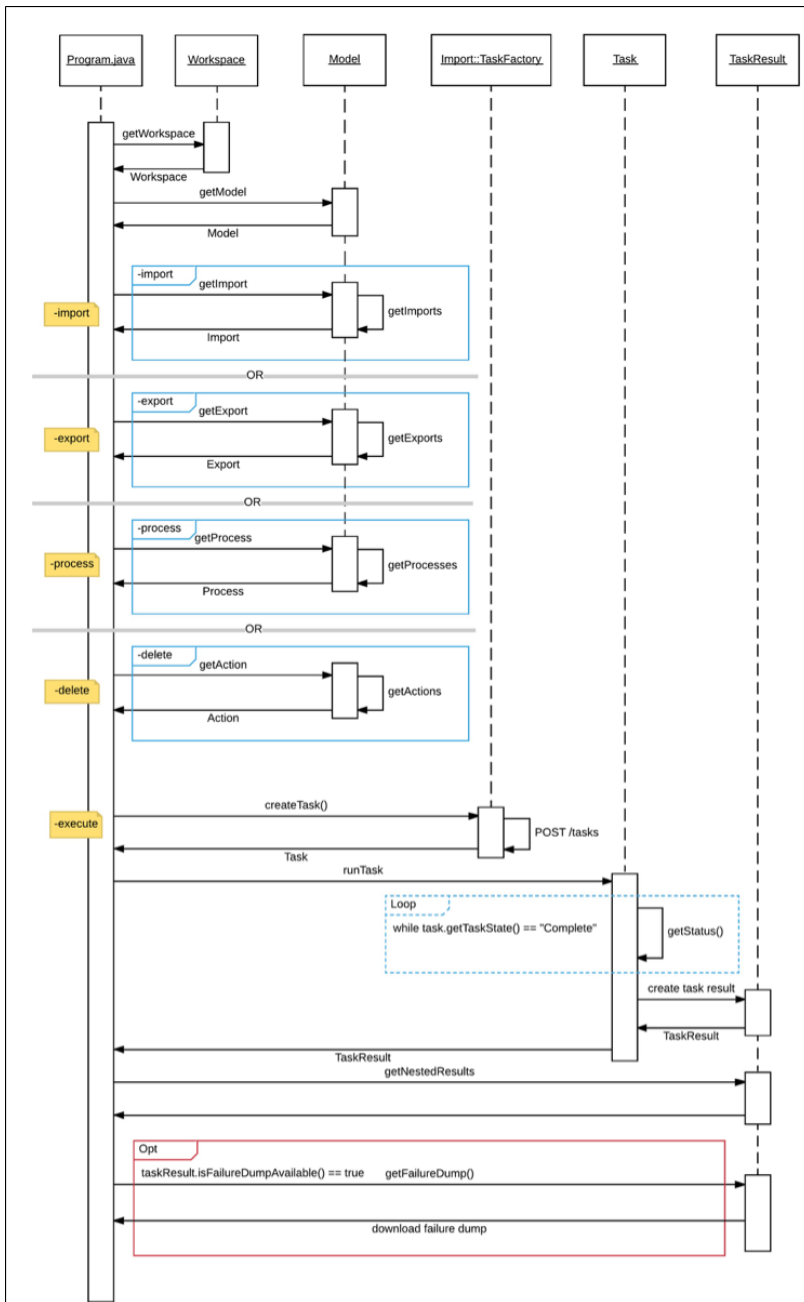 Program.java
Workspace
Model
Import::TaskFactory
Task
TaskResult
getWorkspace
Workspace
getModel
Model
-import
getImport
-import
getImports
Import
OR
-export
getExport
-export
getExports
Export
OR
-process
getProcess
-process
getProcesses
Process
OR
-delete
getAction
-delete
getActions
Action
createTask()
-execute
POST /tasks
Task
runTask
Loop
while task.getTaskState() == "Complete"
getStatus()
create task result
TaskResult
TaskResult
getNestedResults
Opt
taskResult.isFailureDumpAvailable() == true
getFailureDump()
download failure dump